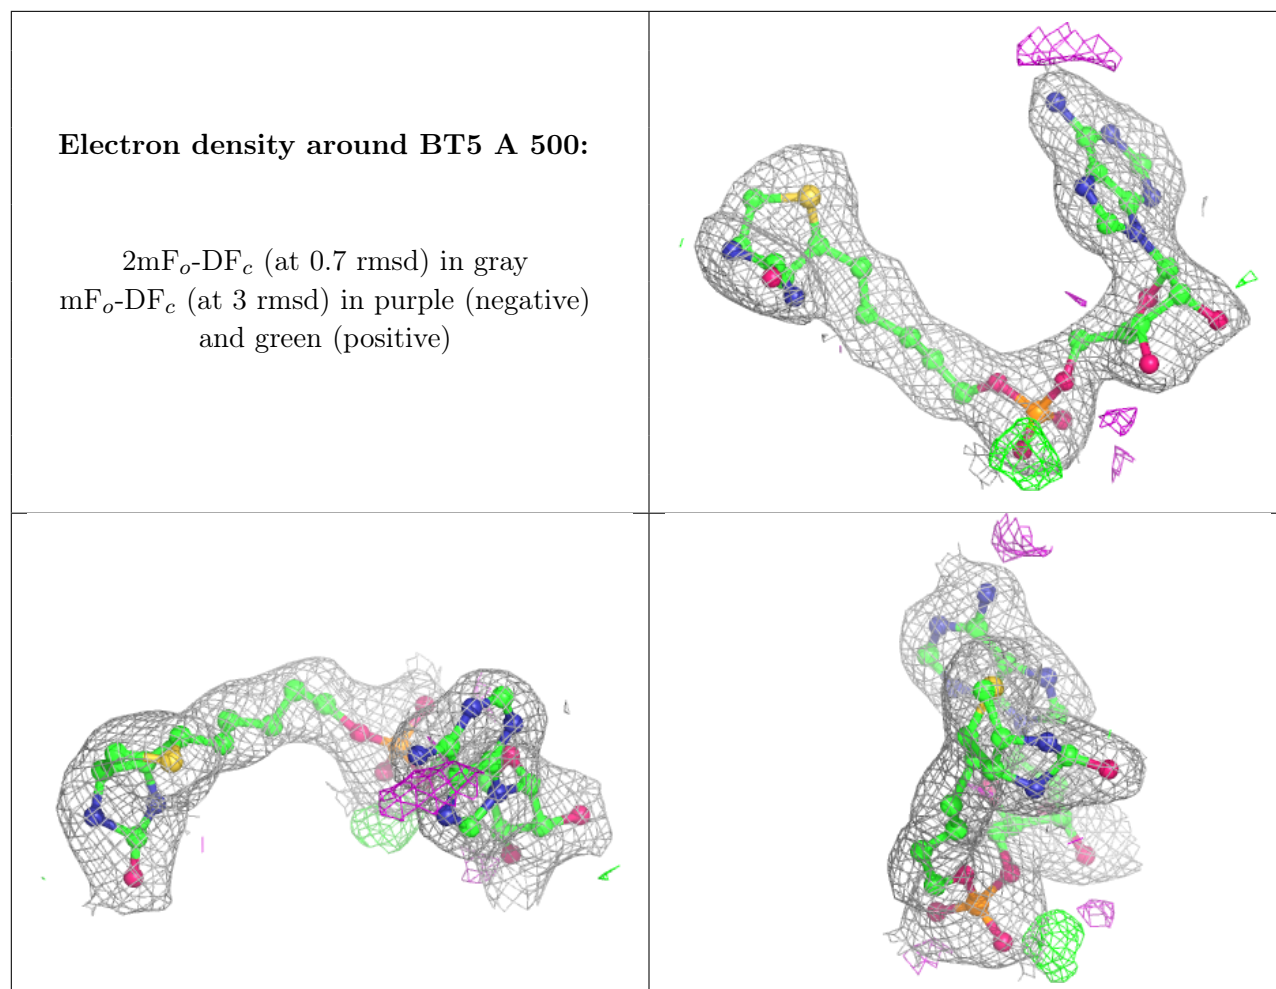 Electron density around BT5 A 500:
2mFo-DFc (at 0.7 rmsd) in gray
mFo-DFc (at 3 rmsd) in purple (negative)
and green (positive)